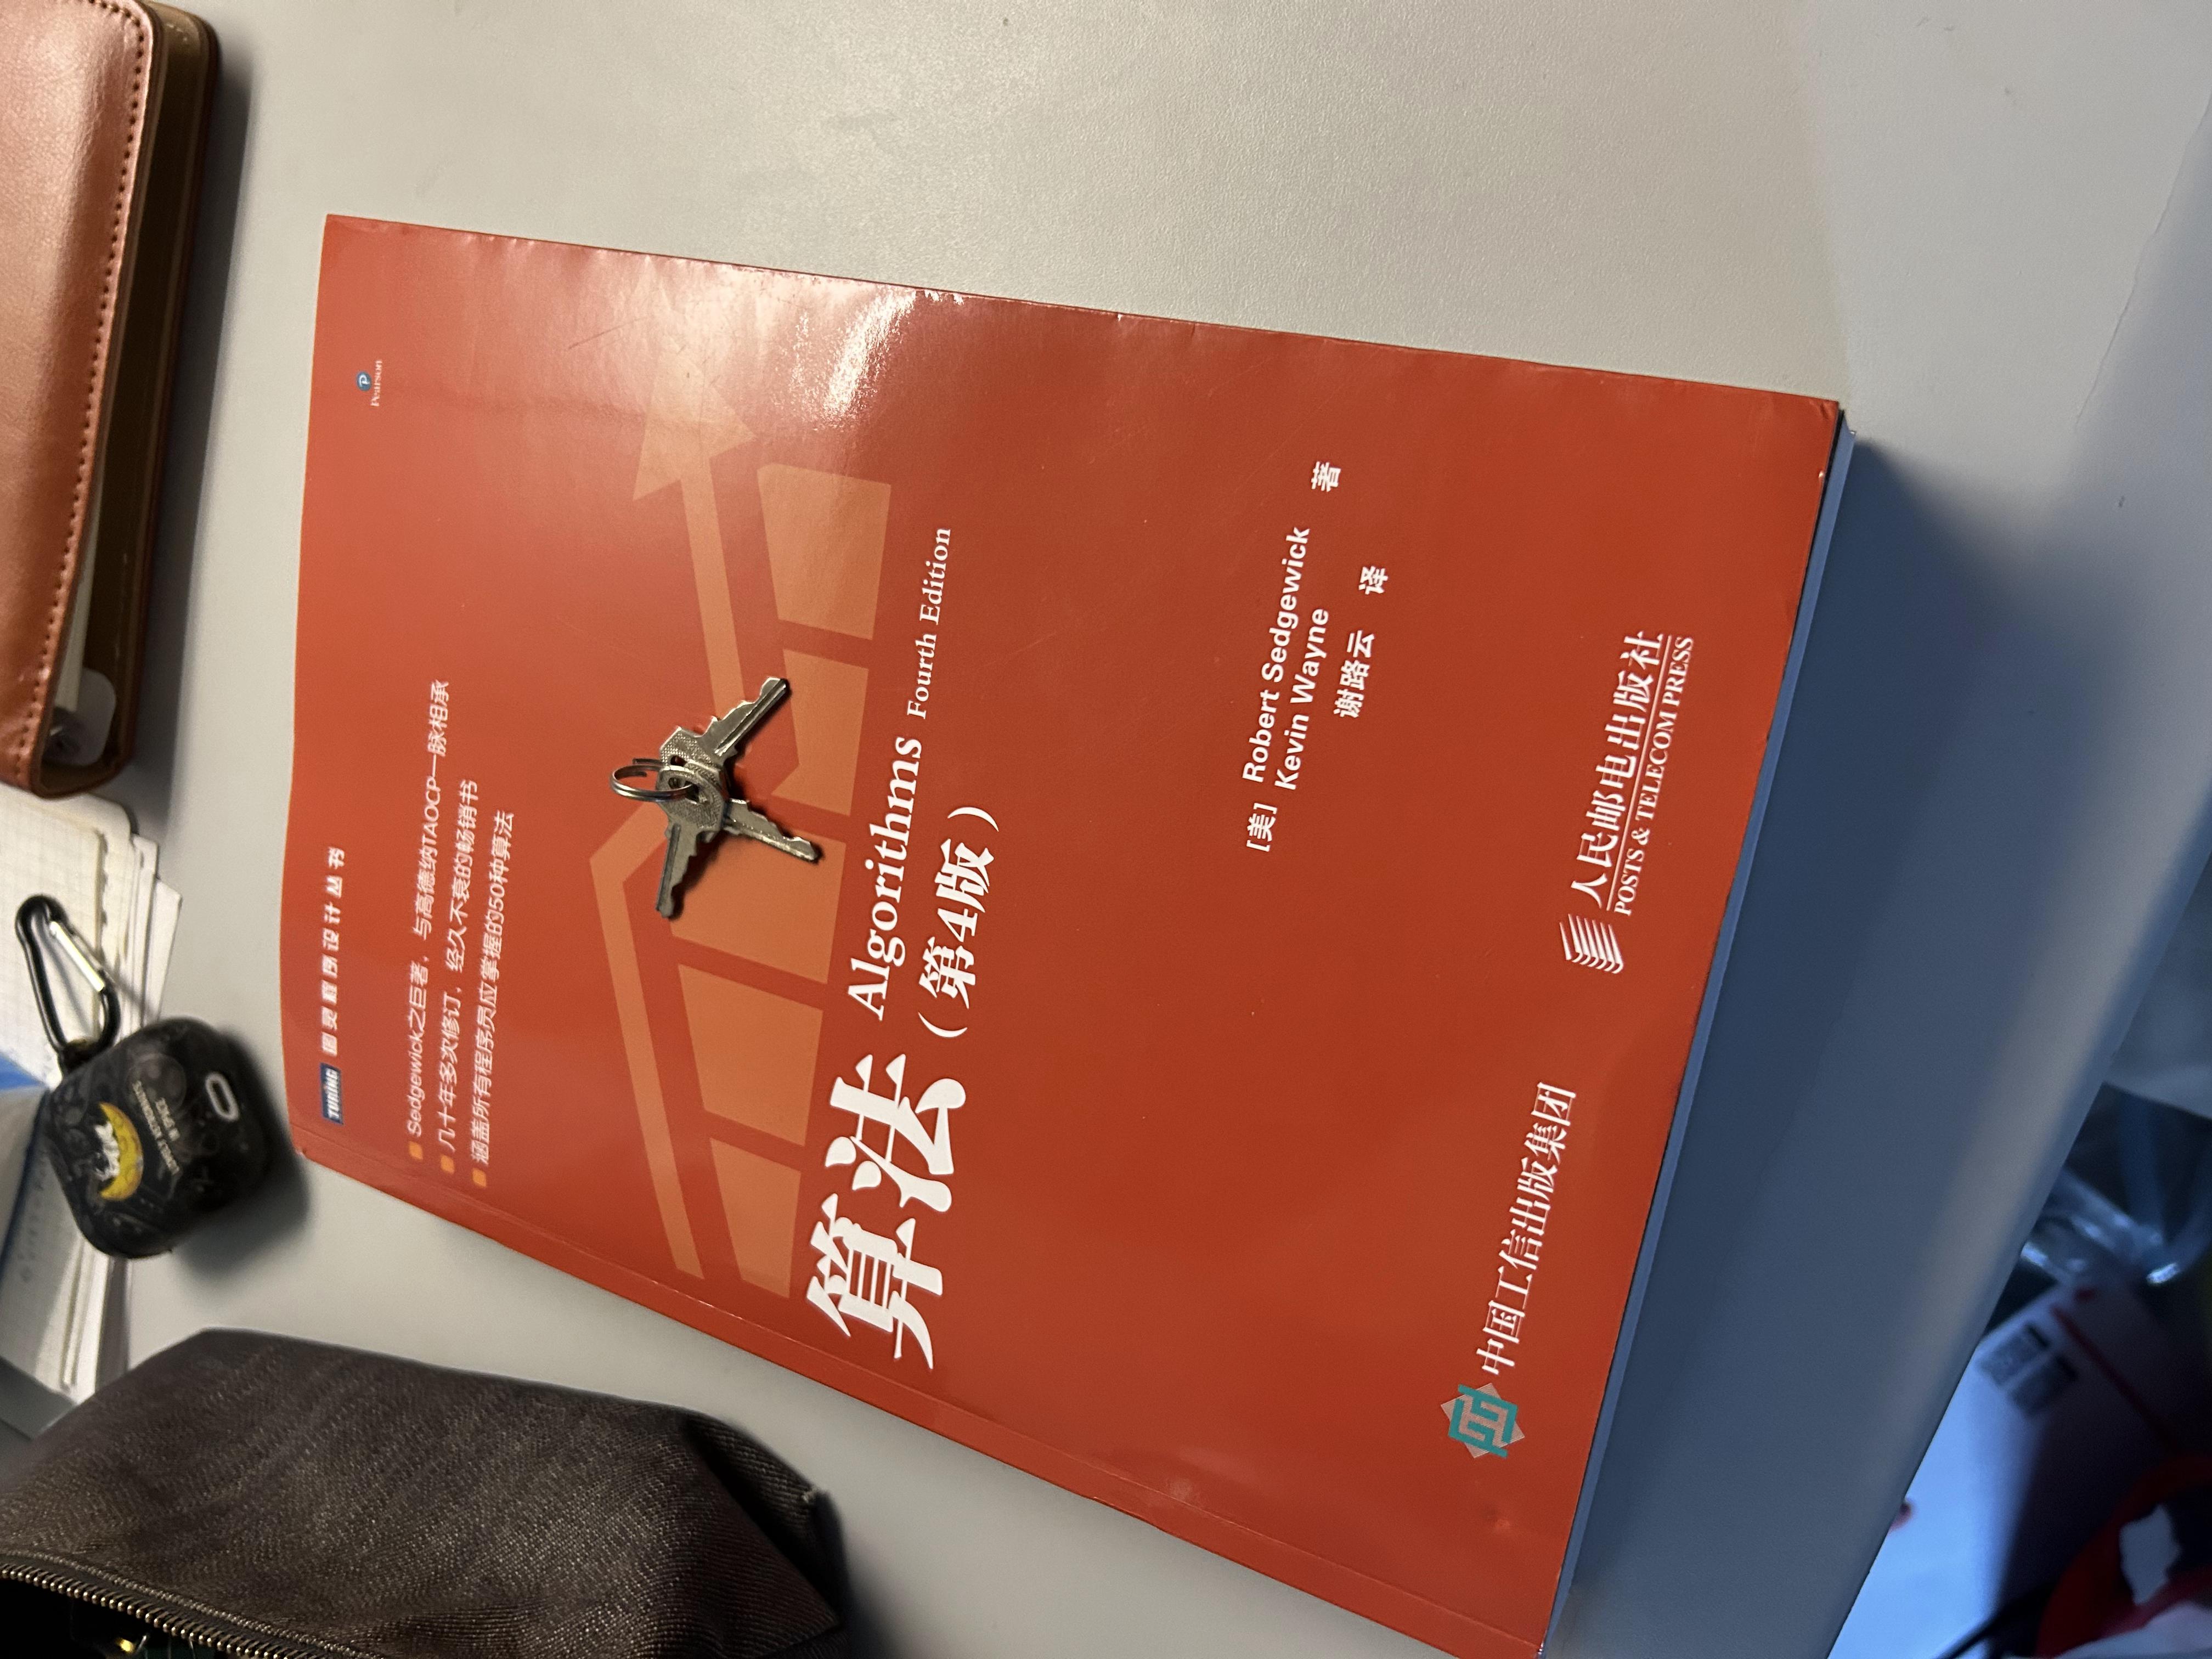 LOVELY ASTRONAUTS
IN SPACE
TURING 图灵程序设计丛书
Pearson
Sedgewick之巨著，与高德纳TAOCP一脉相承
几十年多次修订，经久不衰的畅销书
涵盖所有程序员应掌握的50种算法
算法 Algorithms Fourth Edition
（第4版）
[美] Robert Sedgewick
Kevin Wayne 著
谢路云 译
中国工信出版集团
人民邮电出版社
POSTS & TELECOM PRESS